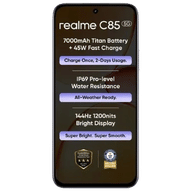 realme C85 5G
7000mAh Titan Battery
+ 45W Fast Charge
Charge Once, 2-Days Usage.
IP69 Pro-level
Water Resistance
All-Weather Ready.
144Hz 1200nits
Bright Display
Super Bright. Super Smooth.